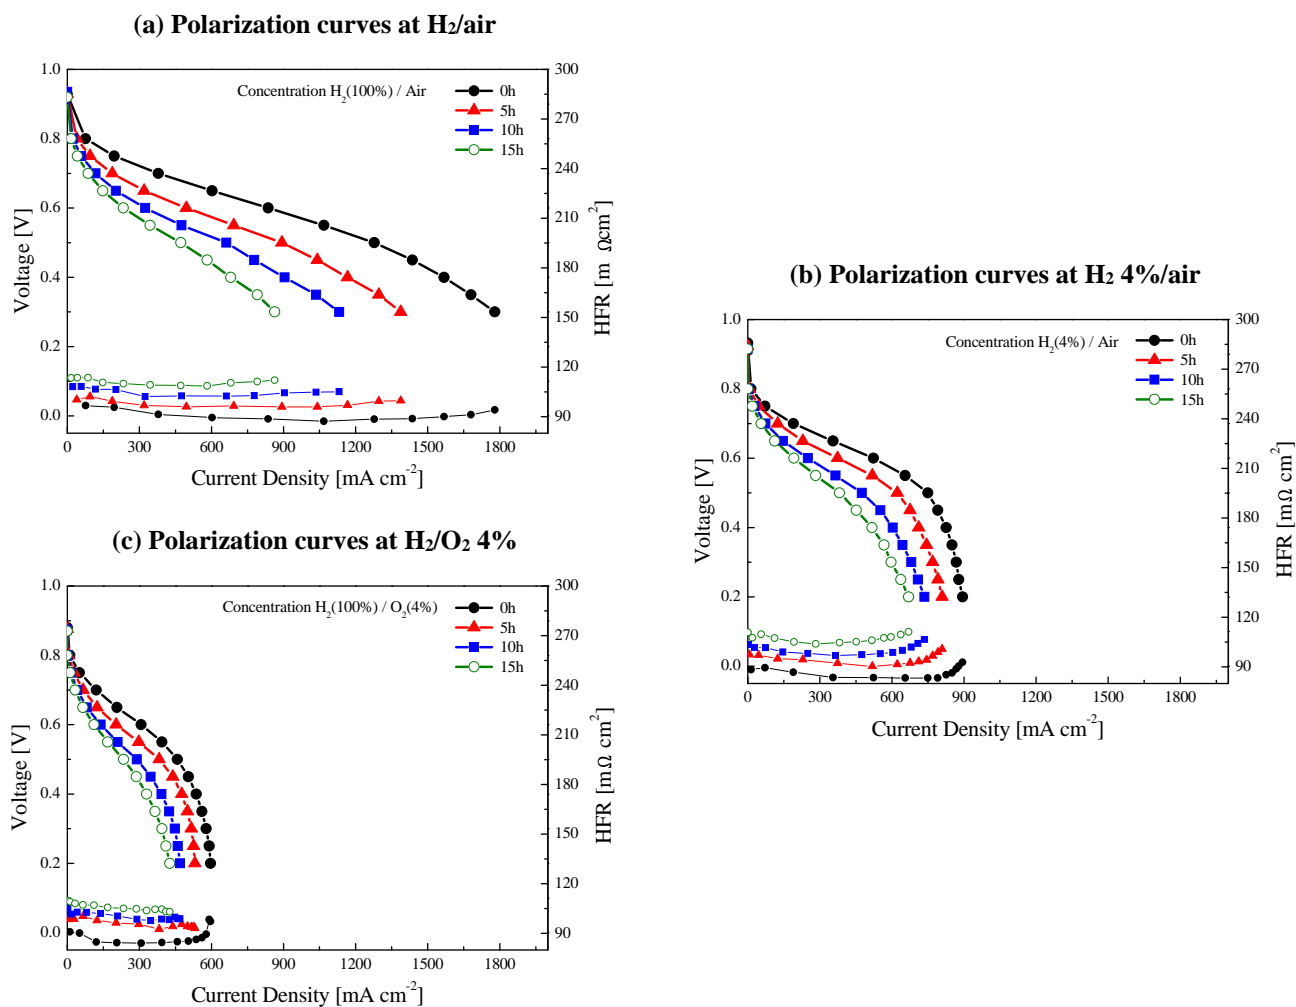 (a) Polarization curves at H2/air
Concentration H2(100%) / Air
0h
5h
10h
15h
1.0
0.8
0.6
0.4
0.2
0.0
Voltage [V]
300
270
240
210
180
150
120
90
HFR [m Ωcm2]
0 300 600 900 1200 1500 1800
Current Density [mA cm-2]
(b) Polarization curves at H2 4%/air
Concentration H2(4%) / Air
0h
5h
10h
15h
1.0
0.8
0.6
0.4
0.2
0.0
Voltage [V]
300
270
240
210
180
150
120
90
HFR [mΩ cm2]
0 300 600 900 1200 1500 1800
Current Density [mA cm-2]
(c) Polarization curves at H2/O2 4%
Concentration H2(100%) / O2(4%)
0h
5h
10h
15h
1.0
0.8
0.6
0.4
0.2
0.0
Voltage [V]
300
270
240
210
180
150
120
90
HFR [mΩ cm2]
0 300 600 900 1200 1500 1800
Current Density [mA cm-2]